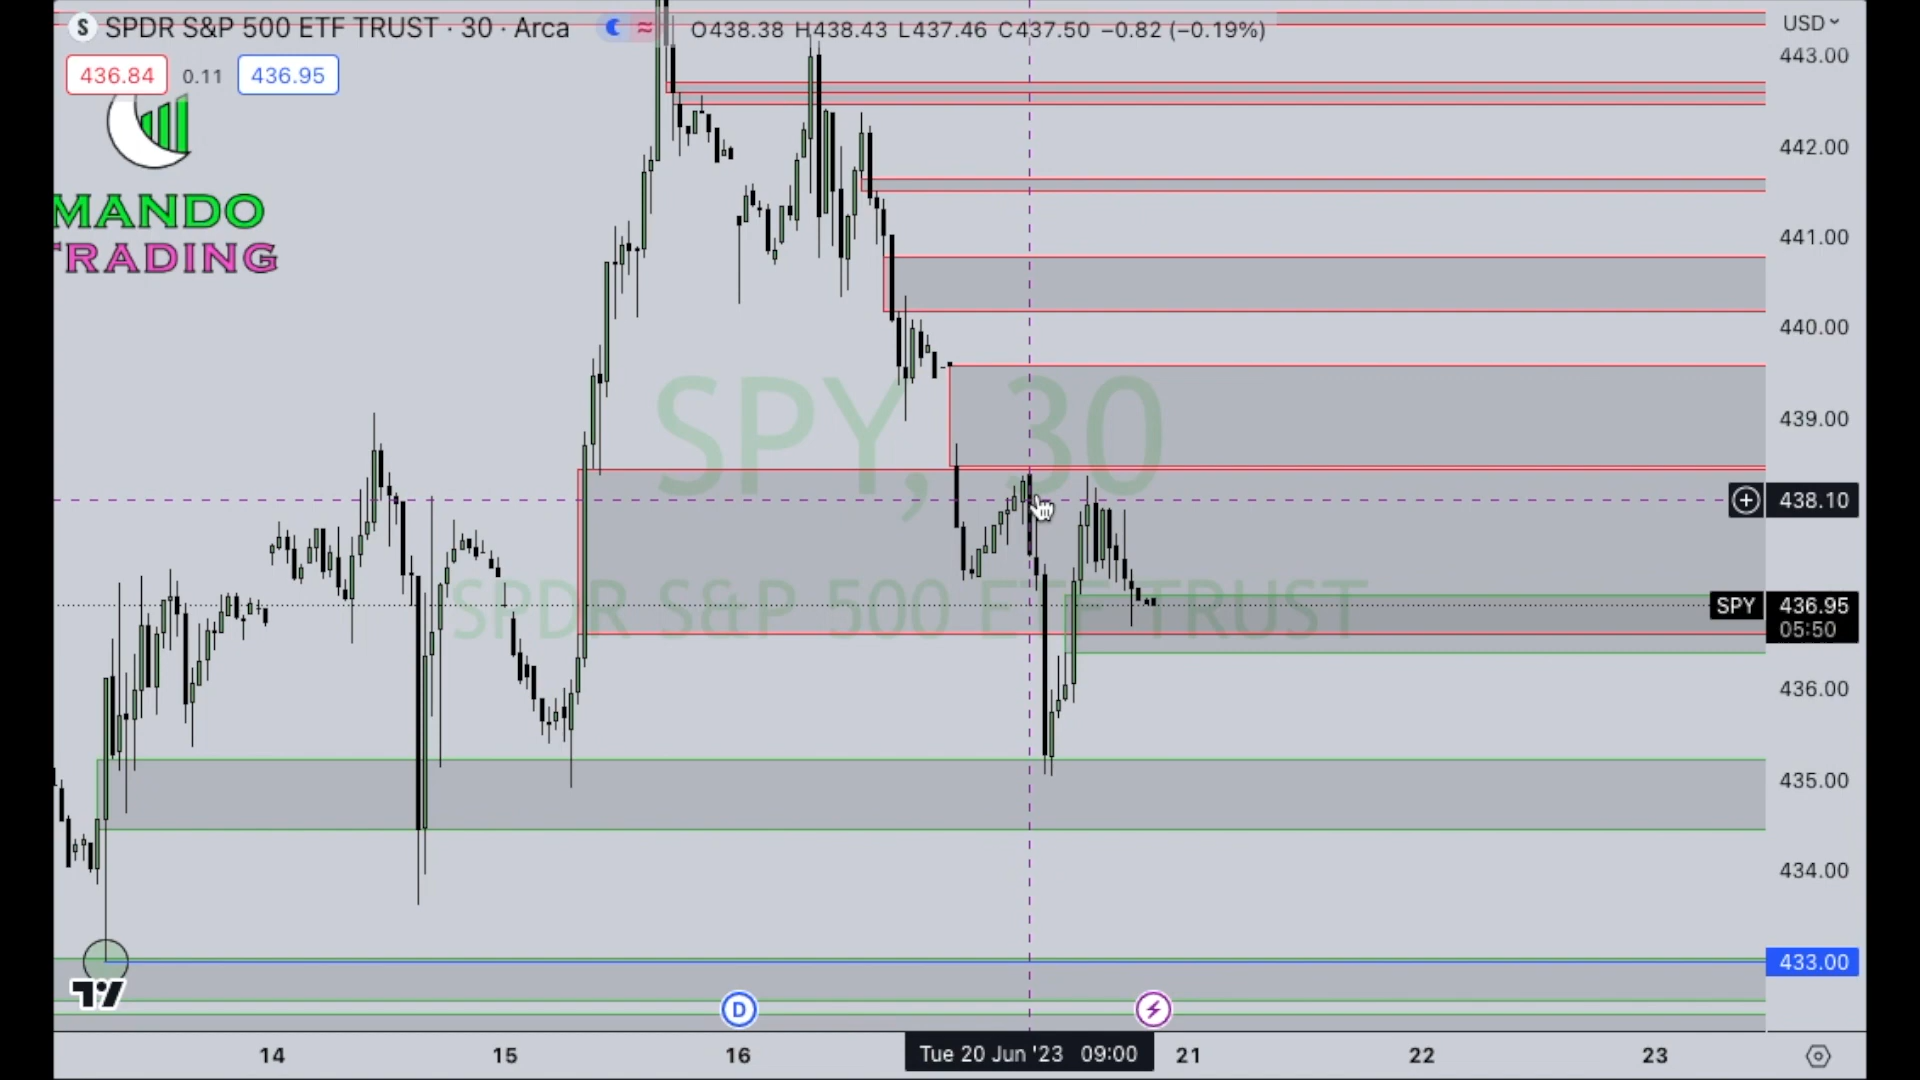 S SPDR S&P 500 ETF TRUST · 30 · Arca ≈ O438.38 H438.43 L437.46 C437.50 −0.82 (−0.19%)
USD
436.84 0.11 436.95
443.00
442.00
MANDO
TRADING
441.00
440.00
439.00
SPY, 30
438.10
SPDR S&P 500 ETF TRUST
SPY 436.95
05:50
436.00
435.00
434.00
433.00
D
14 15 16 Tue 20 Jun '23 09:00 21 22 23